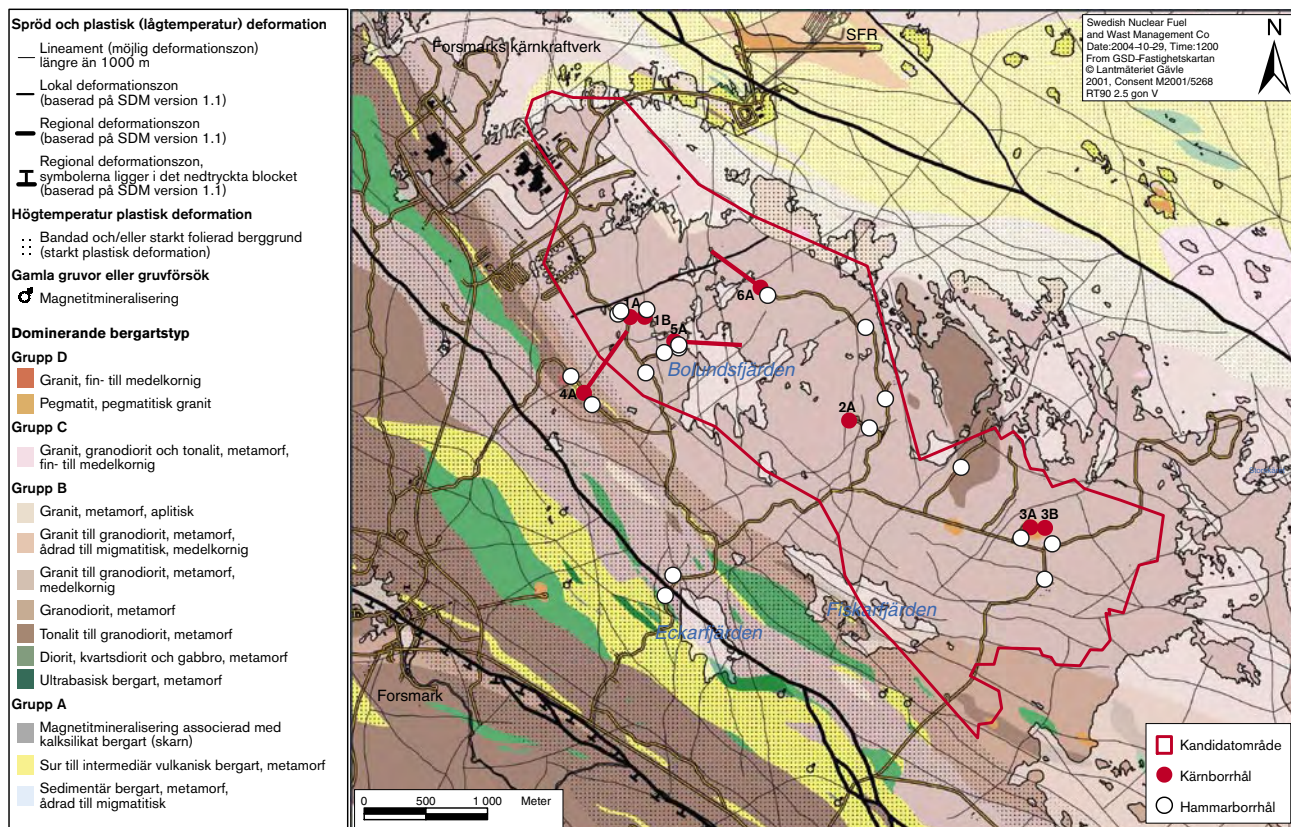 Spröd och plastisk (lågtemperatur) deformation
Lineament (möjlig deformationszon)
längre än 1000 m
Lokal deformationszon
(baserad på SDM version 1.1)
Regional deformationszon
(baserad på SDM version 1.1)
Regional deformationszon,
symbolerna ligger i det nedtryckta blocket
(baserad på SDM version 1.1)
Högtemperatur plastisk deformation
Bandad och/eller starkt folierad berggrund
(starkt plastisk deformation)
Gamla gruvor eller gruvförsök
Magnetitmineralisering
Dominerande bergartstyp
Grupp D
Granit, fin- till medelkornig
Pegmatit, pegmatitisk granit
Grupp C
Granit, granodiorit och tonalit, metamorf,
fin- till medelkornig
Grupp B
Granit, metamorf, aplitisk
Granit till granodiorit, metamorf,
ådrad till migmatitisk, medelkornig
Granit till granodiorit, metamorf,
medelkornig
Granodiorit, metamorf
Tonalit till granodiorit, metamorf
Diorit, kvartsdiorit och gabbro, metamorf
Ultrabasisk bergart, metamorf
Grupp A
Magnetitmineralisering associerad med
kalksilikat bergart (skarn)
Sur till intermediär vulkanisk bergart, metamorf
Sedimentär bergart, metamorf,
ådrad till migmatitisk
Forsmarks kärnkraftverk
SFR
Swedish Nuclear Fuel
and Wast Management Co
Date:2004-10-29, Time:1200
From GSD-Fastighetskartan
© Lantmäteriet Gävle
2001, Consent M2001/5268
RT90 2.5 gon V
N
6A
1A
1B
5A
Bolundsfjärden
4A
2A
3A 3B
Fiskarfjärden
Eckarfjärden
Forsmark
0 500 1 000 Meter
Kandidatområde
Kärnborrhål
Hammarborrhål